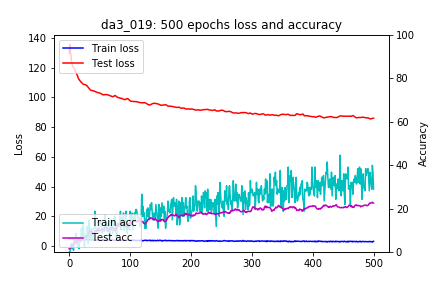 da3_019: 500 epochs loss and accuracy
Train loss
Test loss
Train acc
Test acc
Loss
140
120
100
80
60
40
20
0
Accuracy
100
80
60
40
20
0
0
100
200
300
400
500